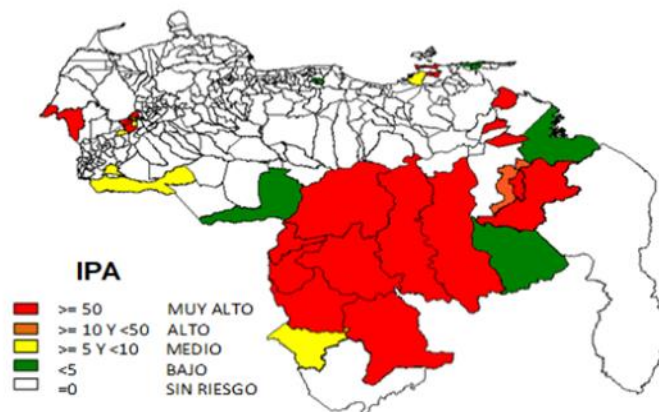 IPA
>= 50 MUY ALTO
>= 10 Y <50 ALTO
>= 5 Y <10 MEDIO
<5 BAJO
=0 SIN RIESGO